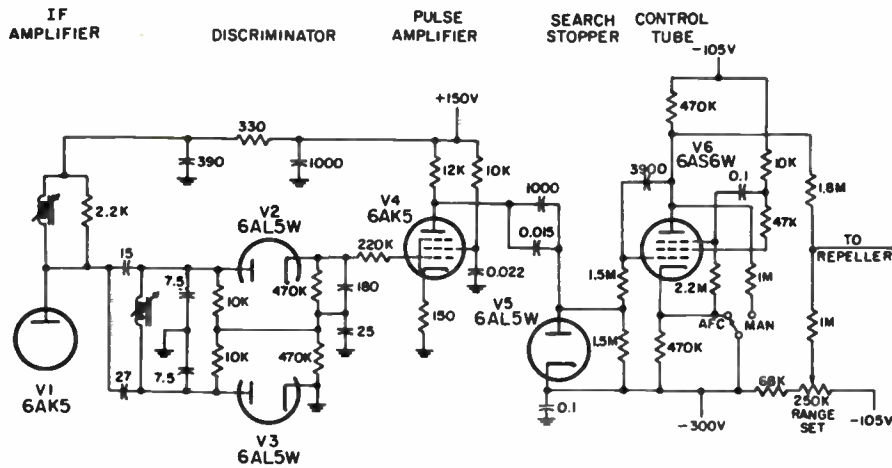 IF AMPLIFIER
DISCRIMINATOR
PULSE AMPLIFIER
SEARCH STOPPER
CONTROL TUBE
-105V
+150V
330
390
1000
2.2K
12K
10K
V4
6AK5
1000
0.015
3900
470K
V6
6AS6W
0.1
10K
1.8M
47K
TO REPELLER
V2
6AL5W
15
7.5
10K
470K
220K
180
25
0.022
150
V5
6AL5W
1.5M
1.5M
2.2M
1M
AFC
MAN
470K
1M
27
7.5
10K
470K
V1
6AK5
V3
6AL5W
0.1
-300V
68K
250K
RANGE SET
-105V